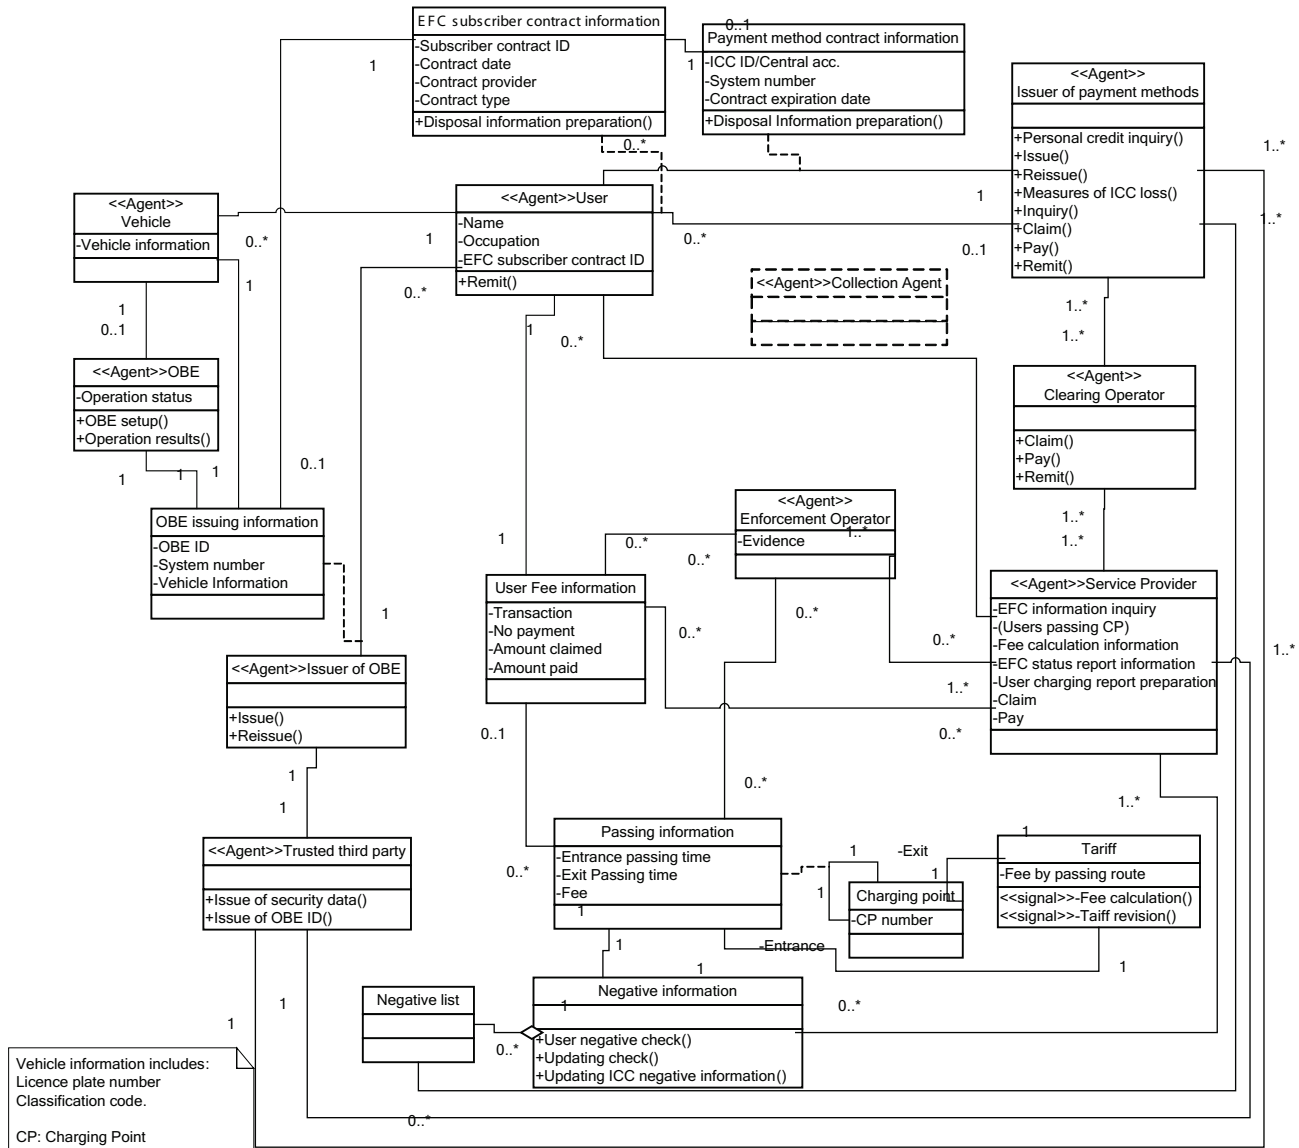 EFC subscriber contract information
-Subscriber contract ID
-Contract date
-Contract provider
-Contract type
+Disposal information preparation()
0..1
Payment method contract information
-ICC ID/Central acc.
-System number
-Contract expiration date
+Disposal Information preparation()
1
1
<<Agent>>
Issuer of payment methods
+Personal credit inquiry()
+Issue()
+Reissue()
+Measures of ICC loss()
+Inquiry()
+Claim()
+Pay()
+Remit()
1..*
1..*
0..*
1
0..1
<<Agent>>
Vehicle
-Vehicle information
0..*
1
1
<<Agent>>User
-Name
-Occupation
-EFC subscriber contract ID
+Remit()
0..*
0..*
1
0..*
<<Agent>>Collection Agent
1..*
1..*
1
0..1
<<Agent>>OBE
-Operation status
+OBE setup()
+Operation results()
1
1
1
0..1
<<Agent>>
Clearing Operator
+Claim()
+Pay()
+Remit()
1..*
1..*
OBE issuing information
-OBE ID
-System number
-Vehicle Information
1
1
<<Agent>>
Enforcement Operator
-Evidence
1..*
0..*
0..*
0..*
User Fee information
-Transaction
-No payment
-Amount claimed
-Amount paid
0..*
0..*
1..*
0..*
<<Agent>>Service Provider
-EFC information inquiry
-(Users passing CP)
-Fee calculation information
-EFC status report information
-User charging report preparation
-Claim
-Pay
1..*
1..*
<<Agent>>Issuer of OBE
+Issue()
+Reissue()
1
1
0..1
0..*
0..*
<<Agent>>Trusted third party
+Issue of security data()
+Issue of OBE ID()
1
1
Passing information
-Entrance passing time
-Exit Passing time
-Fee
1
1
1
1
1
-Exit
1
Charging point
-CP number
1
Tariff
-Fee by passing route
<<signal>>-Fee calculation()
<<signal>>-Taiff revision()
-Entrance
1
Negative list
0..*
Negative information
1
+User negative check()
+Updating check()
+Updating ICC negative information()
0..*
0..*
Vehicle information includes:
Licence plate number
Classification code.
CP: Charging Point